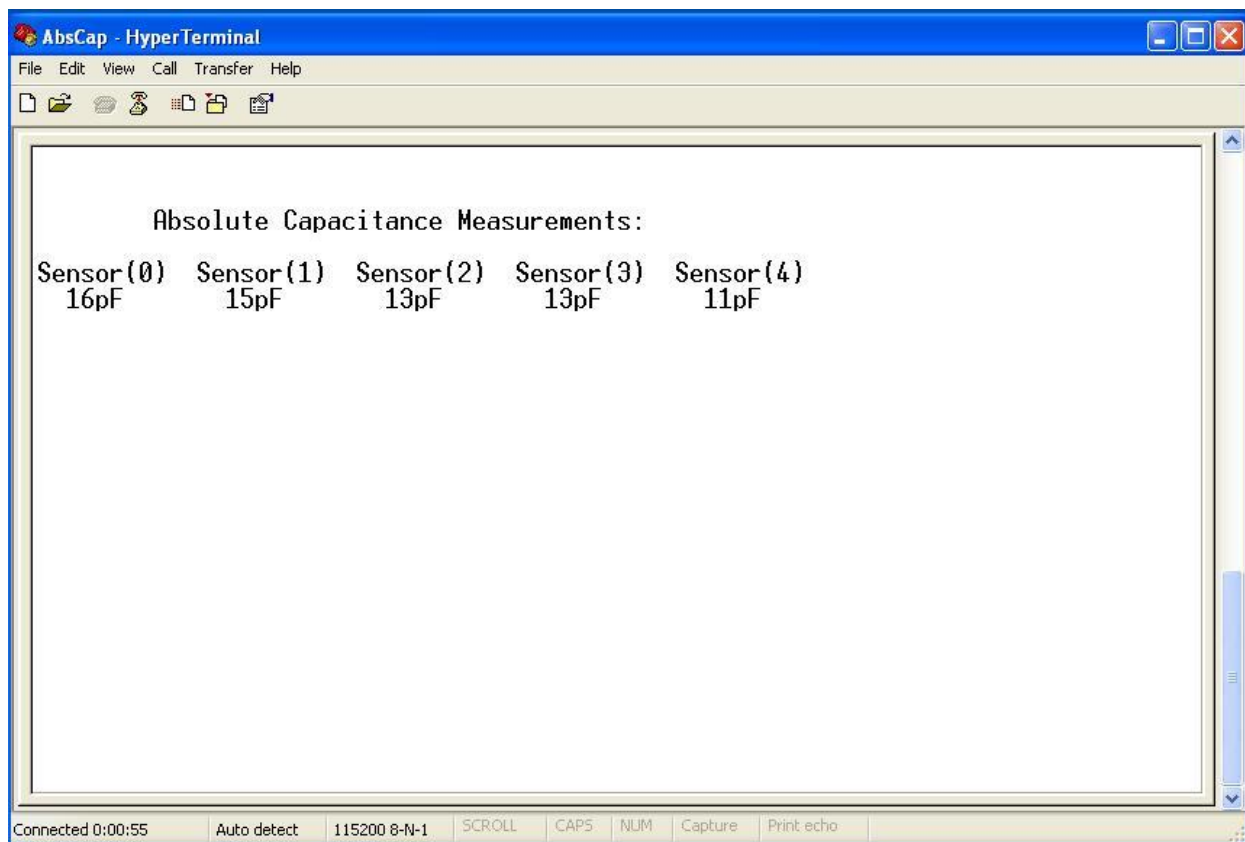 AbsCap - HyperTerminal
File Edit View Call Transfer Help
Absolute Capacitance Measurements:
Sensor(0) Sensor(1) Sensor(2) Sensor(3) Sensor(4)
16pF 15pF 13pF 13pF 11pF
Connected 0:00:55 Auto detect 115200 8-N-1 SCROLL CAPS NUM Capture Print echo